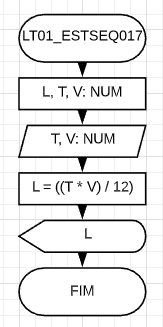 LT01_ESTSEQ017
L, T, V: NUM
T, V: NUM
L = ((T * V) / 12)
L
FIM